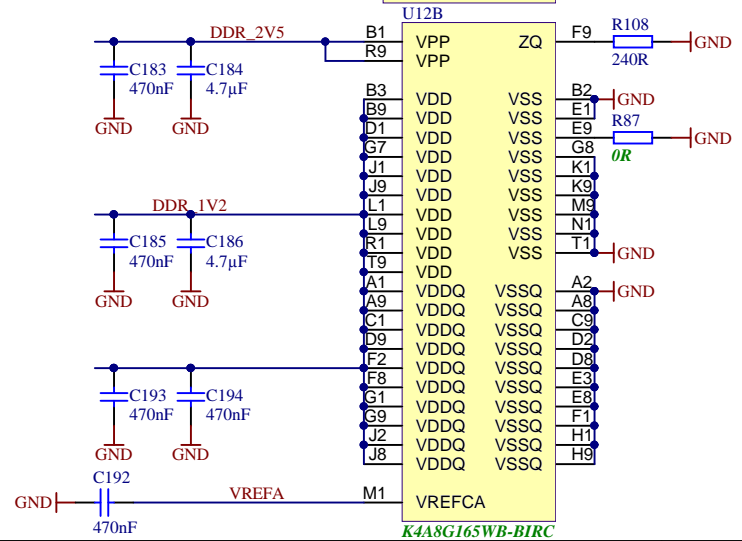 U12B
DDR_2V5 B1 VPP ZQ F9 R108 GND
R9 VPP 240R
C183 C184
470nF 4.7µF
GND GND
B3 VDD VSS B2 GND
B9 VDD VSS E1 R87
D1 VDD VSS E9 GND
G7 VDD VSS G8 0R
J1 VDD VSS K1
J9 VDD VSS K9
DDR_1V2 L1 VDD VSS M9
L9 VDD VSS N1
R1 VDD VSS T1 GND
C185 C186
470nF 4.7µF
T9 VDD
GND GND
A1 VDDQ VSSQ A2 GND
A9 VDDQ VSSQ A8
C1 VDDQ VSSQ C9
D9 VDDQ VSSQ D2
F2 VDDQ VSSQ D8
F8 VDDQ VSSQ E3
C193 C194
470nF 470nF
G1 VDDQ VSSQ E8
G9 VDDQ VSSQ F1
J2 VDDQ VSSQ H1
GND GND
J8 VDDQ VSSQ H9
C192
GND VREFA M1 VREFCA
470nF
K4A8G165WB-BIRC